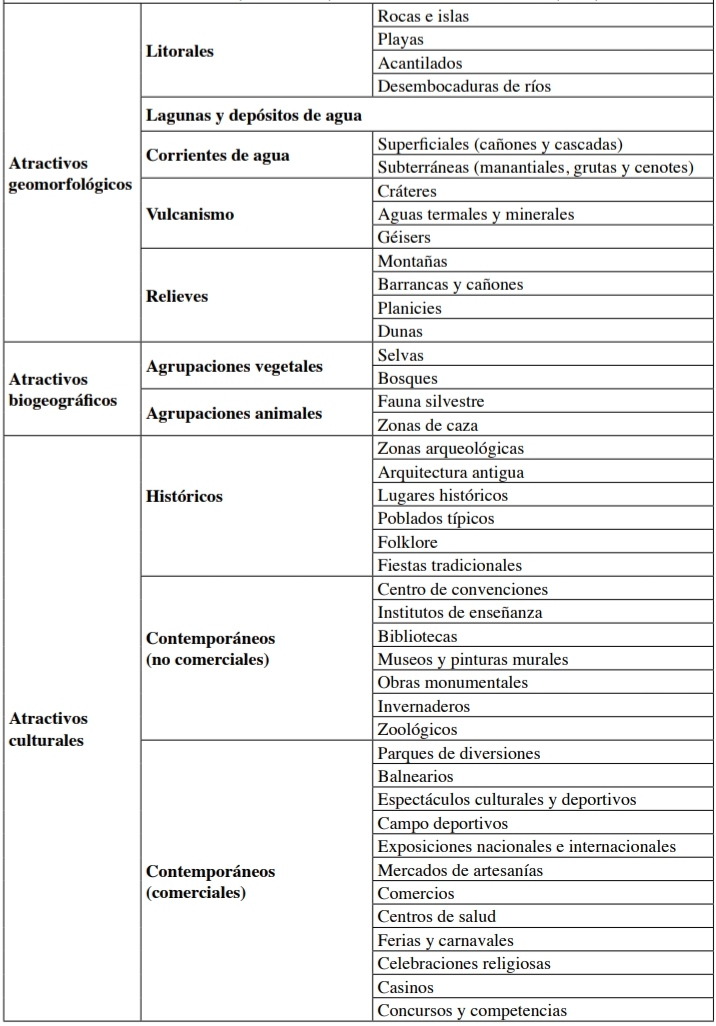 Atractivos
geomorfológicos
Litorales
Rocas e islas
Playas
Acantilados
Desembocaduras de ríos
Lagunas y depósitos de agua
Corrientes de agua
Superficiales (cañones y cascadas)
Subterráneas (manantiales, grutas y cenotes)
Vulcanismo
Cráteres
Aguas termales y minerales
Géisers
Relieves
Montañas
Barrancas y cañones
Planicies
Dunas
Atractivos
biogeográficos
Agrupaciones vegetales
Selvas
Bosques
Agrupaciones animales
Fauna silvestre
Zonas de caza
Atractivos
culturales
Históricos
Zonas arqueológicas
Arquitectura antigua
Lugares históricos
Poblados típicos
Folklore
Fiestas tradicionales
Contemporáneos
(no comerciales)
Centro de convenciones
Institutos de enseñanza
Bibliotecas
Museos y pinturas murales
Obras monumentales
Invernaderos
Zoológicos
Contemporáneos
(comerciales)
Parques de diversiones
Balnearios
Espectáculos culturales y deportivos
Campo deportivos
Exposiciones nacionales e internacionales
Mercados de artesanías
Comercios
Centros de salud
Ferias y carnavales
Celebraciones religiosas
Casinos
Concursos y competencias